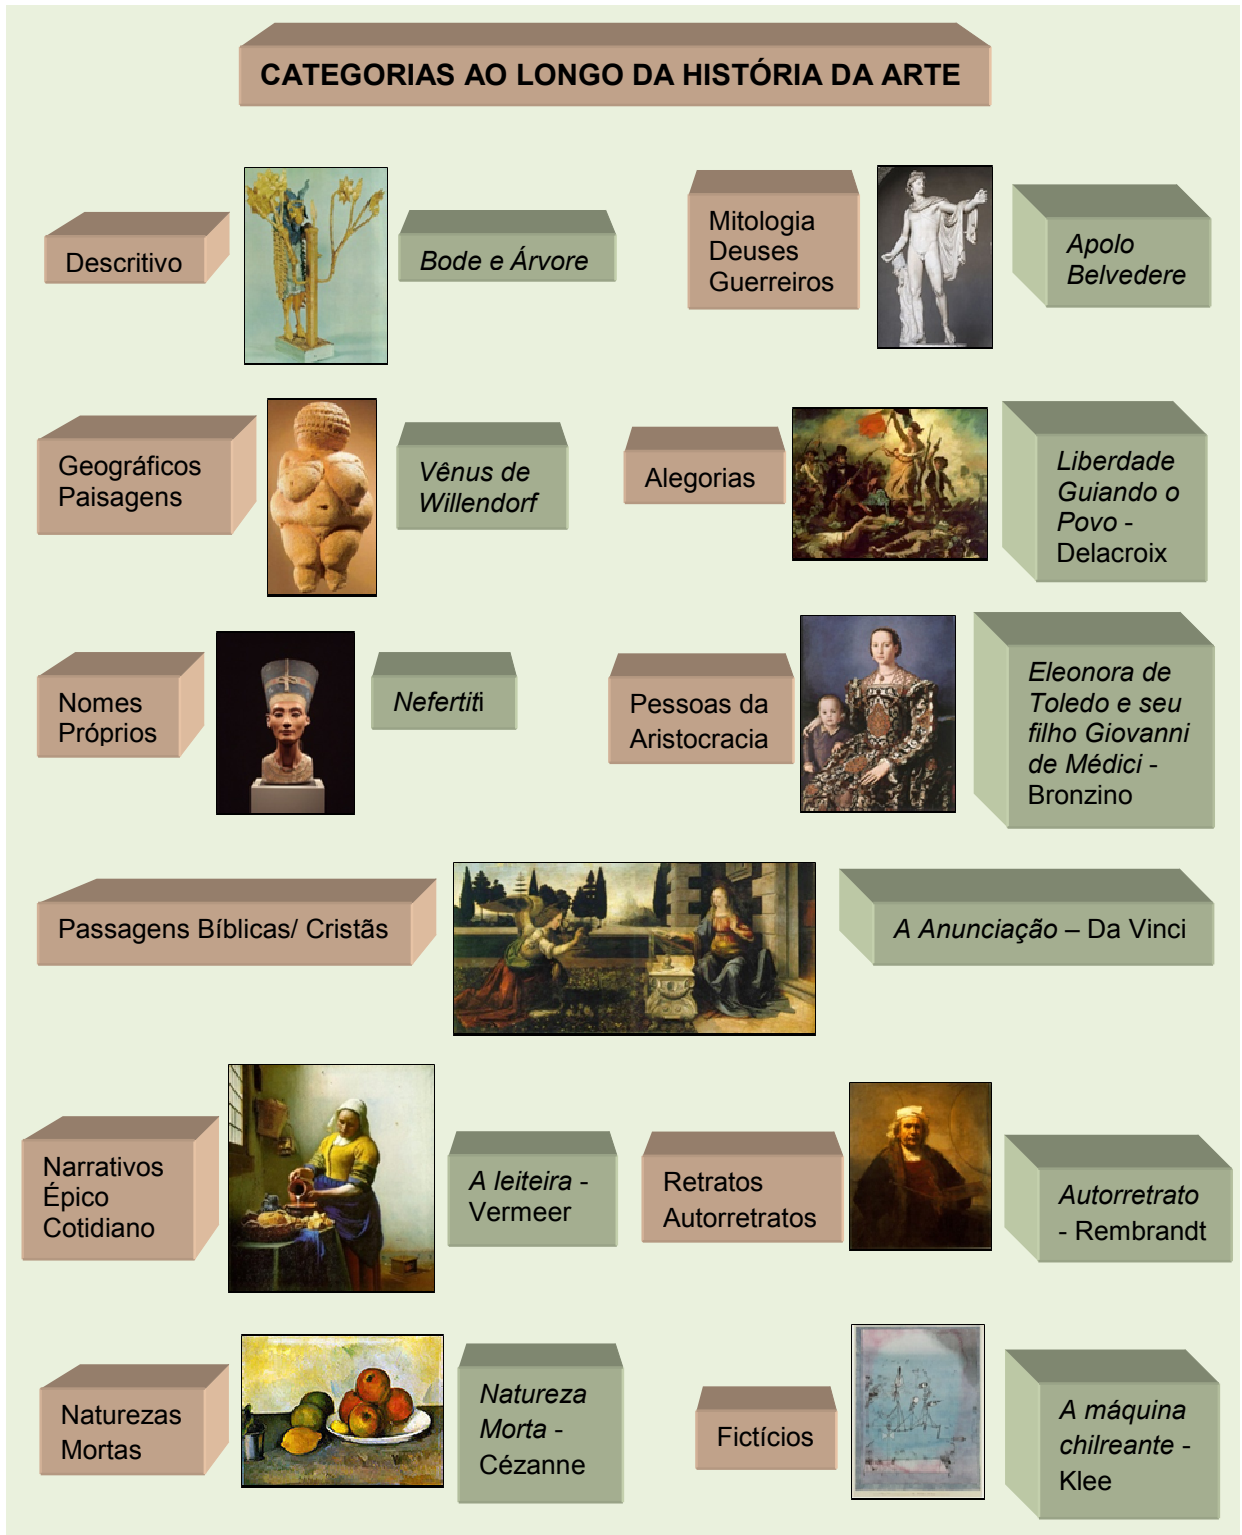 CATEGORIAS AO LONGO DA HISTÓRIA DA ARTE
Descritivo
Bode e Árvore
Mitologia
Deuses
Guerreiros
Apolo
Belvedere
Geográficos
Paisagens
Vênus de
Willendorf
Alegorias
Liberdade
Guiando o
Povo -
Delacroix
Nomes
Próprios
Nefertiti
Pessoas da
Aristocracia
Eleonora de
Toledo e seu
filho Giovanni
de Médici -
Bronzino
Passagens Bíblicas/ Cristãs
A Anunciação – Da Vinci
Narrativos
Épico
Cotidiano
A leiteira -
Vermeer
Retratos
Autorretratos
Autorretrato
- Rembrandt
Naturezas
Mortas
Natureza
Morta -
Cézanne
Fictícios
A máquina
chilreante -
Klee